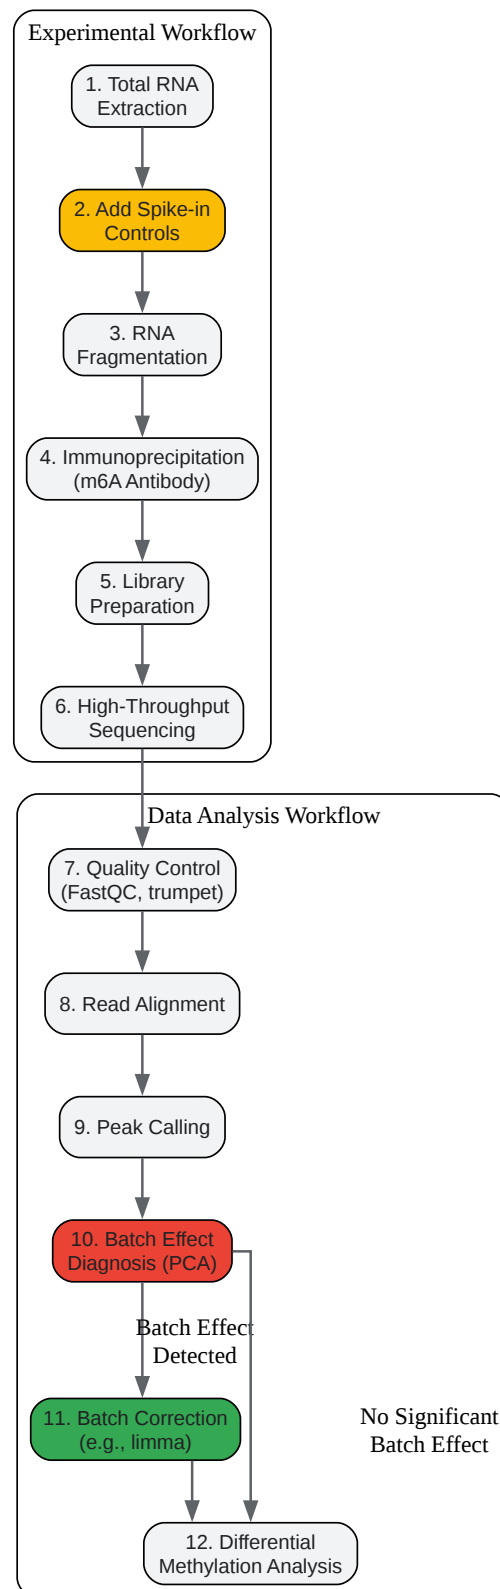 Experimental Workflow
1. Total RNA
Extraction
2. Add Spike-in
Controls
3. RNA
Fragmentation
4. Immunoprecipitation
(m6A Antibody)
5. Library
Preparation
6. High-Throughput
Sequencing
Data Analysis Workflow
7. Quality Control
(FastQC, trumpet)
8. Read Alignment
9. Peak Calling
10. Batch Effect
Diagnosis (PCA)
Batch Effect
Detected
11. Batch Correction
(e.g., limma)
No Significant
Batch Effect
12. Differential
Methylation Analysis